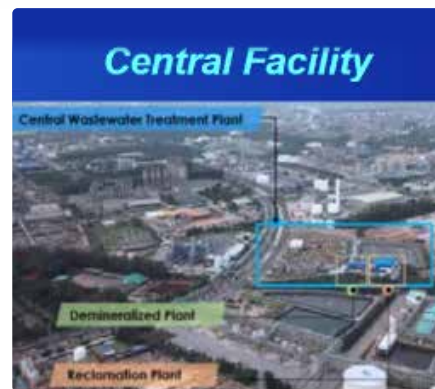 Central Facility
Central Wastewater Treatment Plant
Demineralized Plant
Reclamation Plant